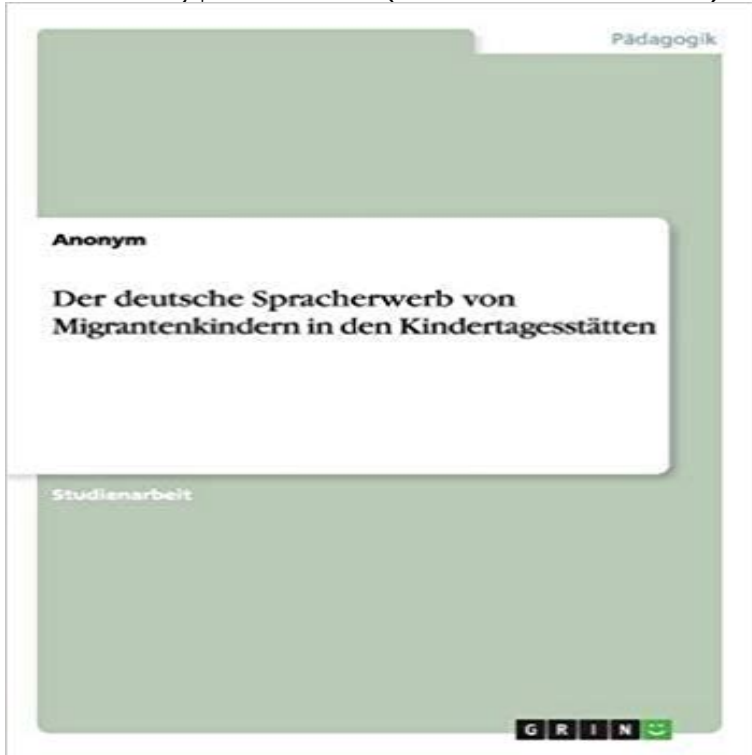 Pädagogik
Anonym
Der deutsche Spracherwerb von
Migrantenkindern in den Kindertagesstätten
Studienarbeit
GRIN